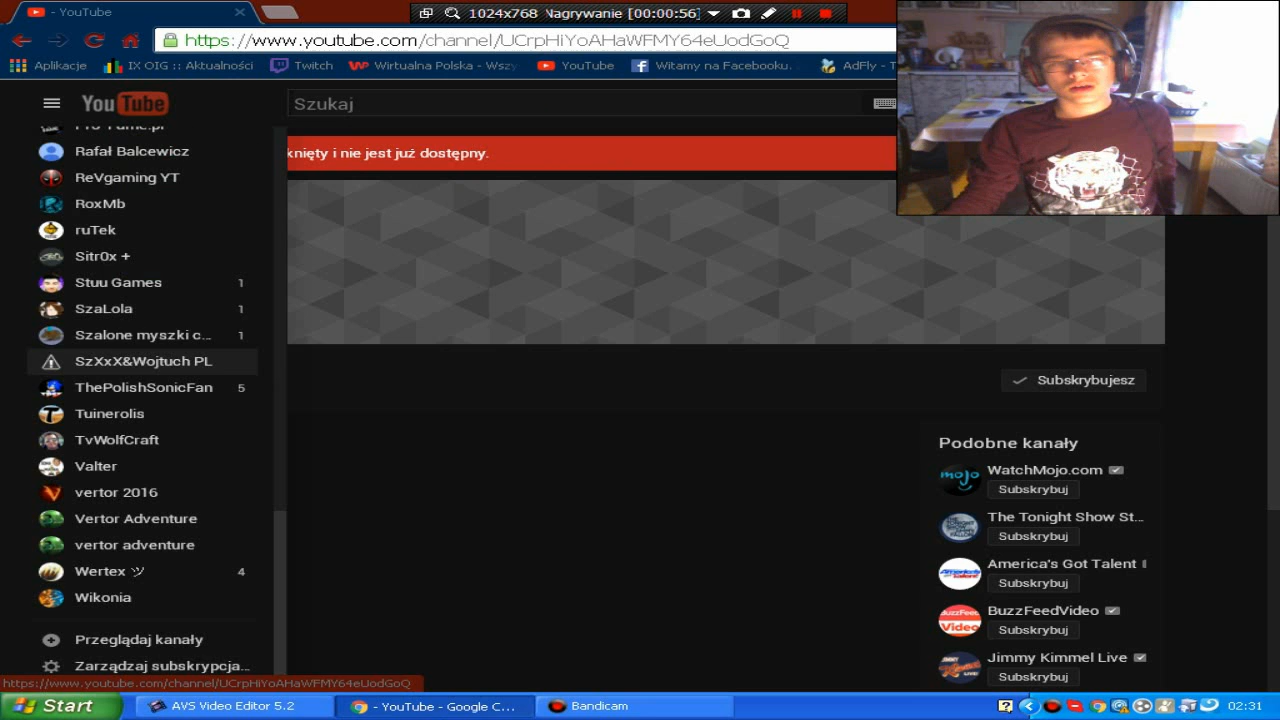 - YouTube
1024x768 Nagrywanie [00:00:56]
https://www.youtube.com/channel/UCrpHiYoAHaWFMY64eUodGoQ
Aplikacje
IX OIG :: Aktualności
Twitch
Wirtualna Polska - Wszy
YouTube
Witamy na Facebooku.
AdFly - T
YouTube
Szukaj
knięty i nie jest już dostępny.
Rafał Balcewicz
ReVgaming YT
RoxMb
ruTek
Sitr0x +
Stuu Games 1
SzaLola 1
Szalone myszki c... 1
SzXxX&Wojtuch PL
ThePolishSonicFan 5
Tuinerolis
TvWolfCraft
Valter
vertor 2016
Vertor Adventure
vertor adventure
Wertex ツ 4
Wikonia
Przeglądaj kanały
Zarządzaj subskrypcja...
Subskrybujesz
Podobne kanały
mojo
WatchMojo.com
Subskrybuj
The Tonight Show St...
Subskrybuj
America's Got Talent
Subskrybuj
BuzzFeed
Video
BuzzFeedVideo
Subskrybuj
Jimmy Kimmel Live
Subskrybuj
https://www.youtube.com/channel/UCrpHiYoAHaWFMY64eUodGoQ
Start
AVS Video Editor 5.2
- YouTube - Google C...
Bandicam
02:31